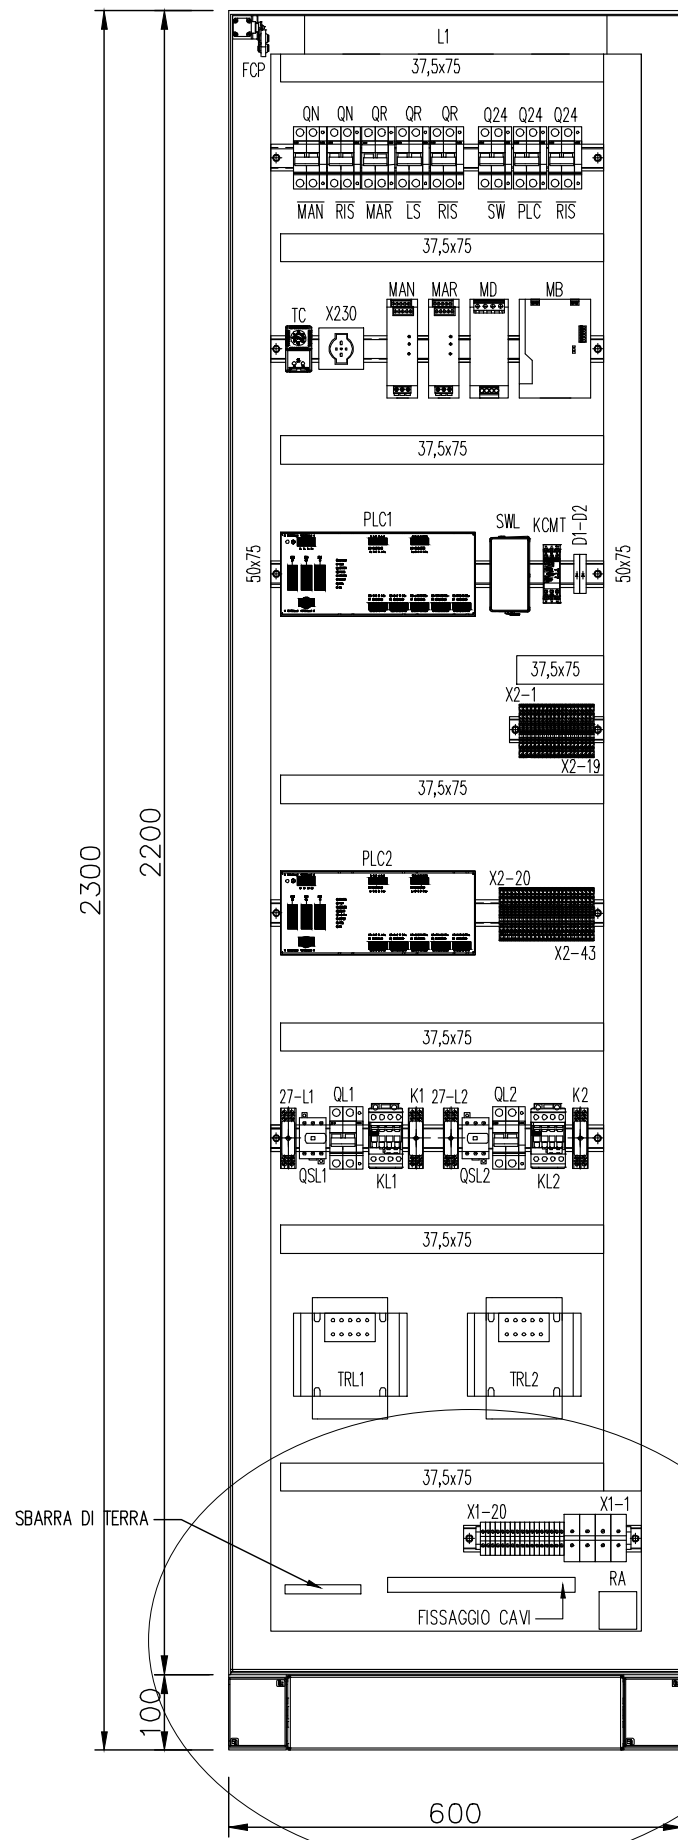 L1
FCP
37,5x75
QN QN QR QR QR Q24 Q24 Q24
MAN RIS MAR LS RIS SW PLC RIS
37,5x75
TC X230 MAN MAR MD MB
37,5x75
PLC1 SWL KCMT D1-D2
50x75 50x75
37,5x75
X2-1
X2-19
37,5x75
2300
2200
PLC2 X2-20
X2-43
37,5x75
27-L1 QL1 K1 27-L2 QL2 K2
QSL1 KL1 QSL2 KL2
37,5x75
TRL1 TRL2
37,5x75
X1-20 X1-1
SBARRA DI TERRA
RA
FISSAGGIO CAVI
100
600